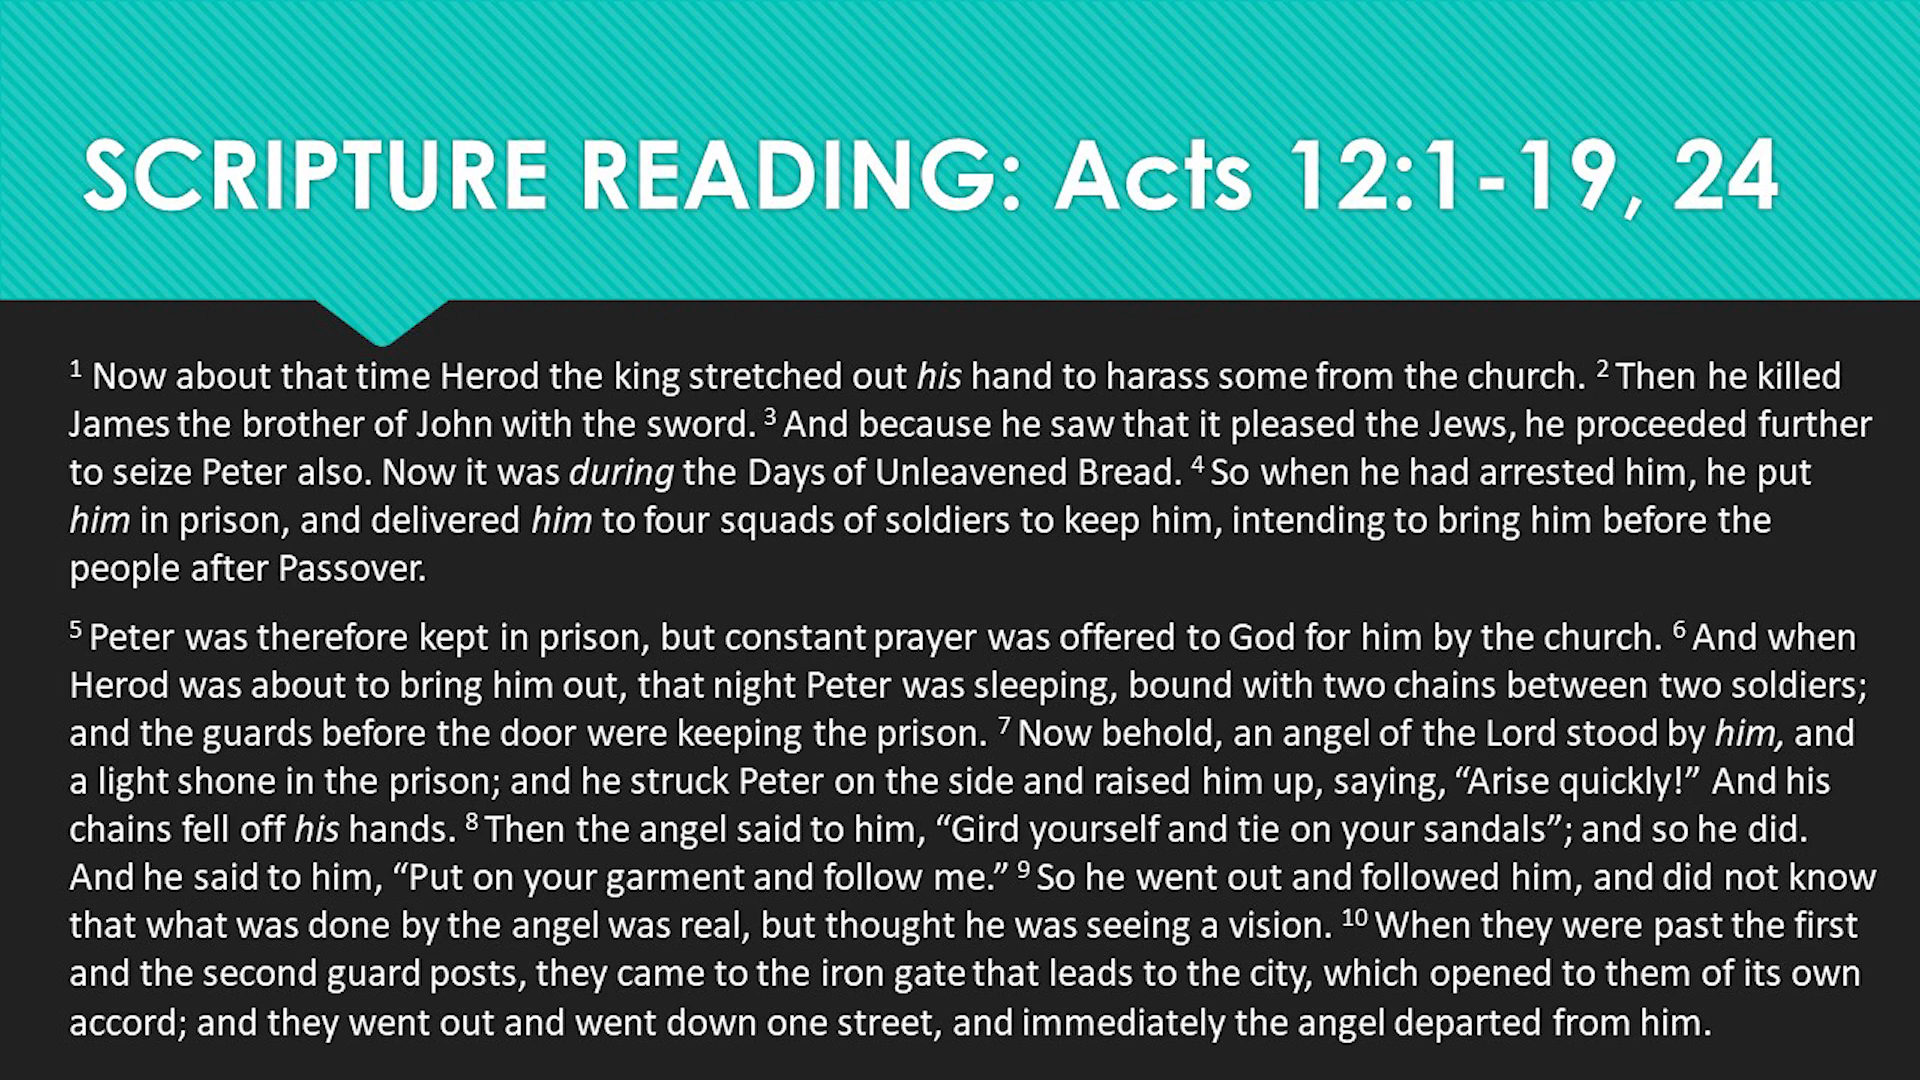 SCRIPTURE READING: Acts 12:1-19, 24
1 Now about that time Herod the king stretched out his hand to harass some from the church. 2 Then he killed
James the brother of John with the sword. 3 And because he saw that it pleased the Jews, he proceeded further
to seize Peter also. Now it was during the Days of Unleavened Bread. 4 So when he had arrested him, he put
him in prison, and delivered him to four squads of soldiers to keep him, intending to bring him before the
people after Passover.
5 Peter was therefore kept in prison, but constant prayer was offered to God for him by the church. 6 And when
Herod was about to bring him out, that night Peter was sleeping, bound with two chains between two soldiers;
and the guards before the door were keeping the prison. 7 Now behold, an angel of the Lord stood by him, and
a light shone in the prison; and he struck Peter on the side and raised him up, saying, “Arise quickly!” And his
chains fell off his hands. 8 Then the angel said to him, “Gird yourself and tie on your sandals”; and so he did.
And he said to him, “Put on your garment and follow me.” 9 So he went out and followed him, and did not know
that what was done by the angel was real, but thought he was seeing a vision. 10 When they were past the first
and the second guard posts, they came to the iron gate that leads to the city, which opened to them of its own
accord; and they went out and went down one street, and immediately the angel departed from him.